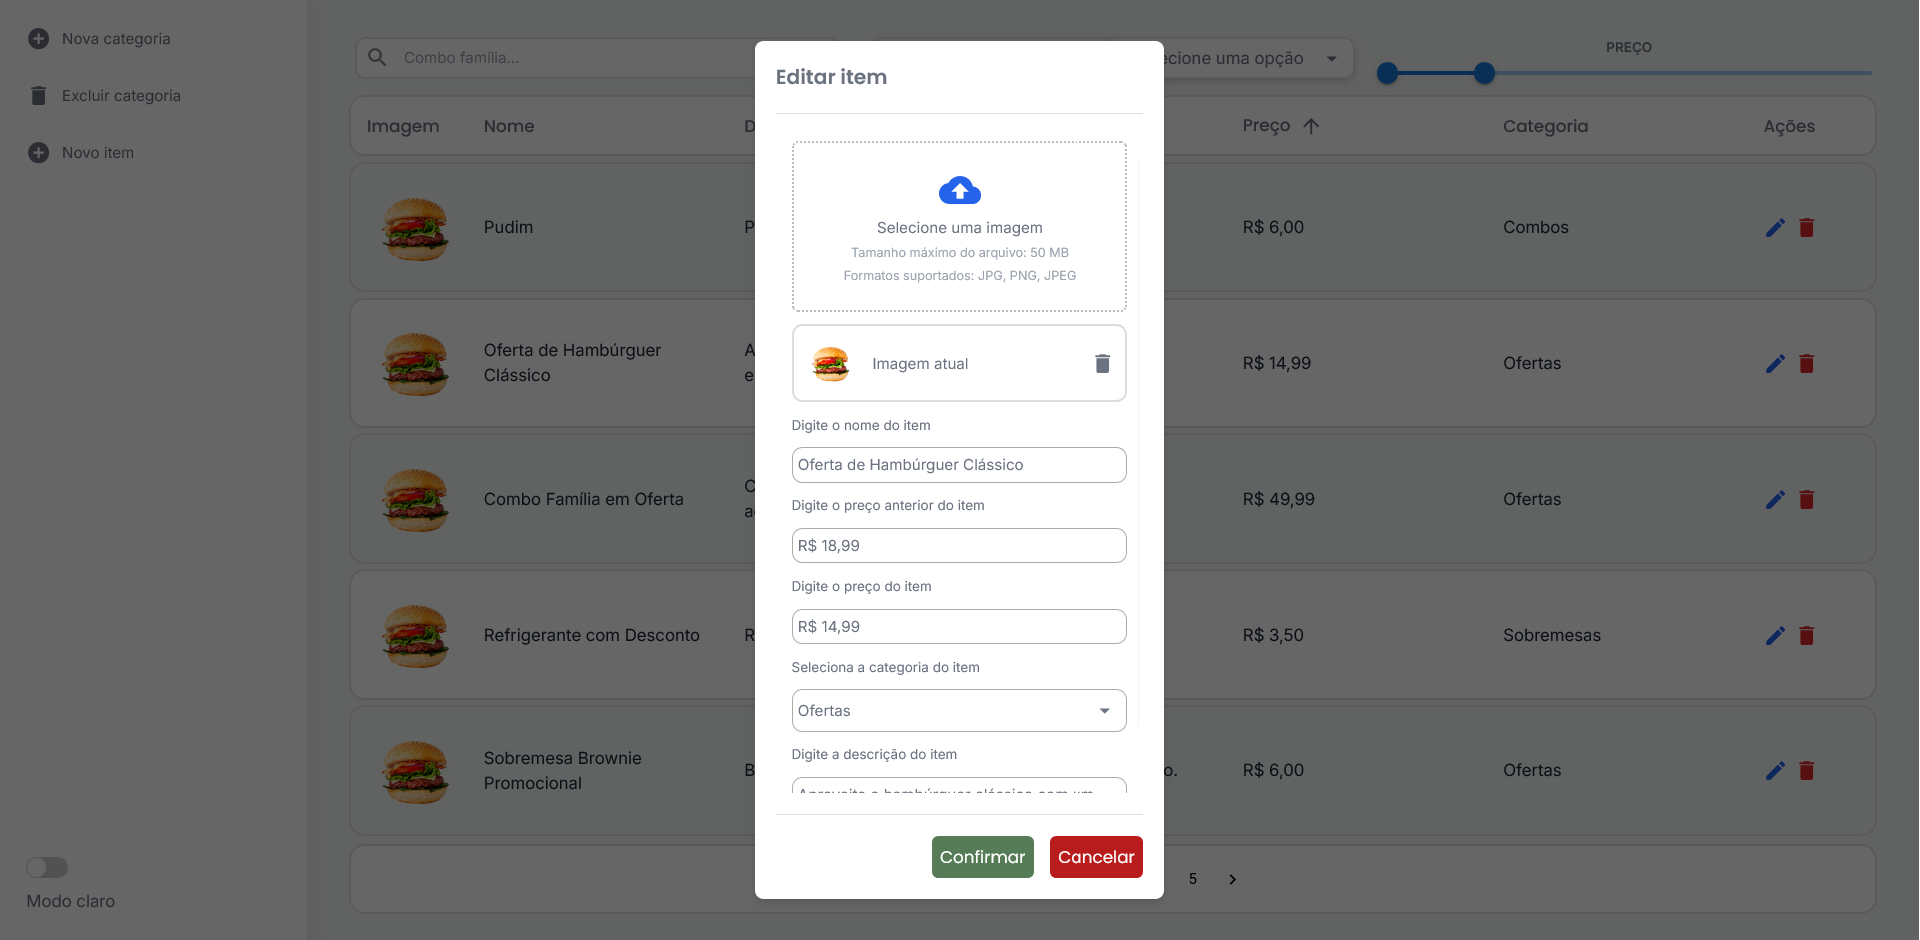 Nova categoria
Excluir categoria
Novo item
Modo claro
Combo família...
ecione uma opção
PREÇO
Imagem
Nome
D
Preço
Categoria
Ações
Pudim
P
R$ 6,00
Combos
Oferta de Hambúrguer
Clássico
A
e
R$ 14,99
Ofertas
Combo Família em Oferta
C
a
R$ 49,99
Ofertas
Refrigerante com Desconto
R
R$ 3,50
Sobremesas
Sobremesa Brownie
Promocional
B
o.
R$ 6,00
Ofertas
5
Editar item
Selecione uma imagem
Tamanho máximo do arquivo: 50 MB
Formatos suportados: JPG, PNG, JPEG
Imagem atual
Digite o nome do item
Oferta de Hambúrguer Clássico
Digite o preço anterior do item
R$ 18,99
Digite o preço do item
R$ 14,99
Seleciona a categoria do item
Ofertas
Digite a descrição do item
Aproveite o hambúrguer clássico com um
Confirmar
Cancelar